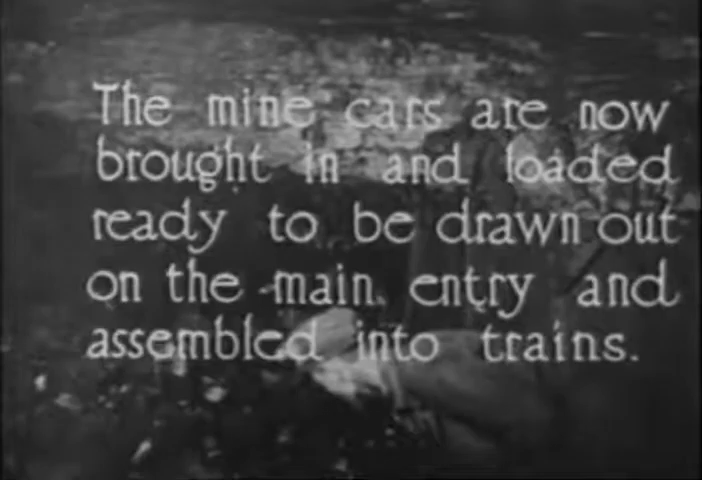 The mine cars are now
brought in and loaded
ready to be drawn out
on the main entry and
assembled into trains.